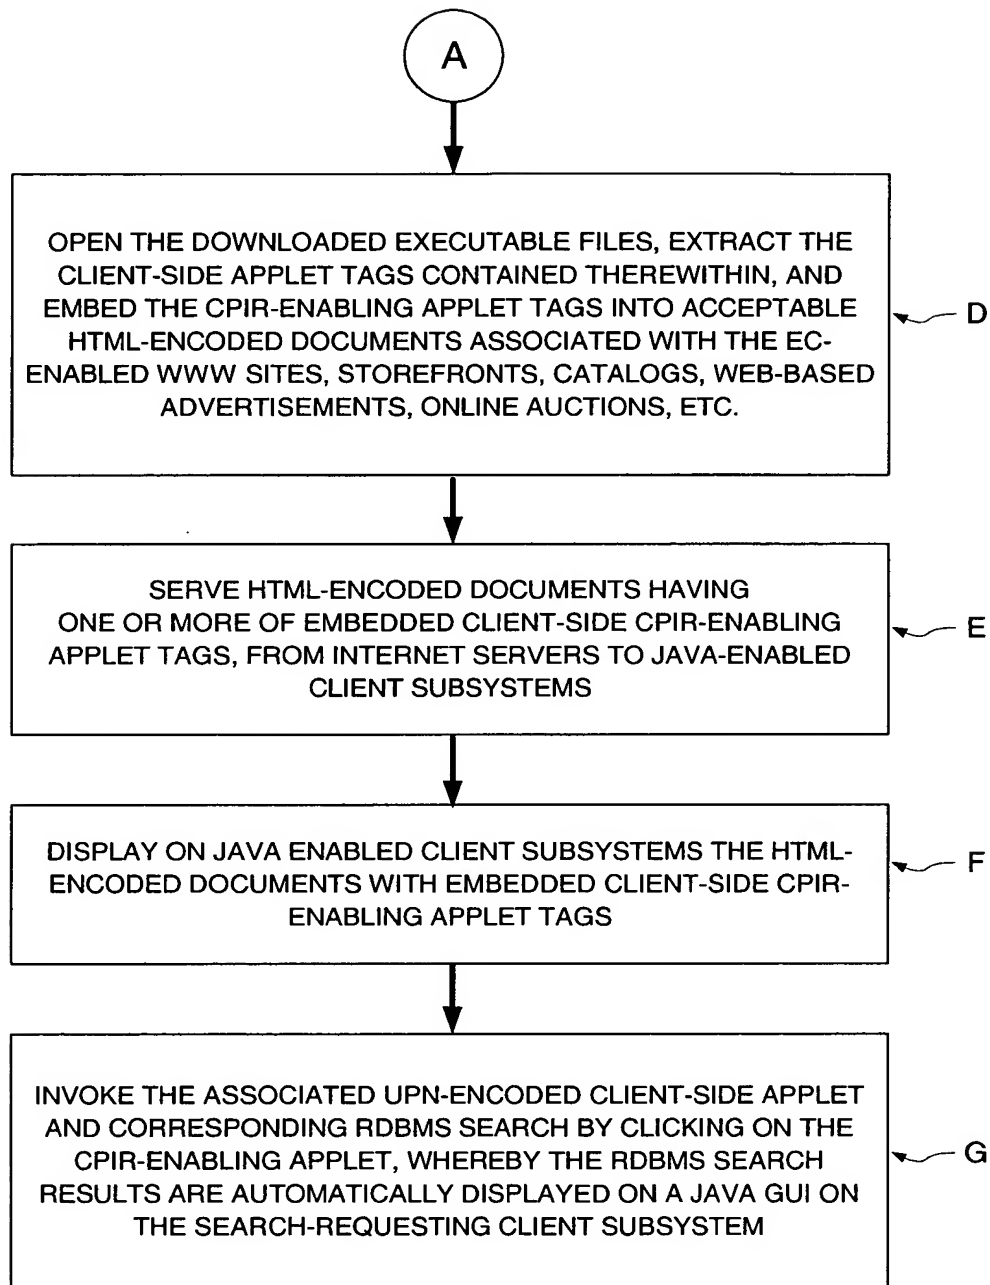 A
OPEN THE DOWNLOADED EXECUTABLE FILES, EXTRACT THE
CLIENT-SIDE APPLET TAGS CONTAINED THEREWITHIN, AND
EMBED THE CPIR-ENABLING APPLET TAGS INTO ACCEPTABLE
HTML-ENCODED DOCUMENTS ASSOCIATED WITH THE EC-
ENABLED WWW SITES, STOREFRONTS, CATALOGS, WEB-BASED
ADVERTISEMENTS, ONLINE AUCTIONS, ETC.
D
SERVE HTML-ENCODED DOCUMENTS HAVING
ONE OR MORE OF EMBEDDED CLIENT-SIDE CPIR-ENABLING
APPLET TAGS, FROM INTERNET SERVERS TO JAVA-ENABLED
CLIENT SUBSYSTEMS
E
DISPLAY ON JAVA ENABLED CLIENT SUBSYSTEMS THE HTML-
ENCODED DOCUMENTS WITH EMBEDDED CLIENT-SIDE CPIR-
ENABLING APPLET TAGS
F
INVOKE THE ASSOCIATED UPN-ENCODED CLIENT-SIDE APPLET
AND CORRESPONDING RDBMS SEARCH BY CLICKING ON THE
CPIR-ENABLING APPLET, WHEREBY THE RDBMS SEARCH
RESULTS ARE AUTOMATICALLY DISPLAYED ON A JAVA GUI ON
THE SEARCH-REQUESTING CLIENT SUBSYSTEM
G